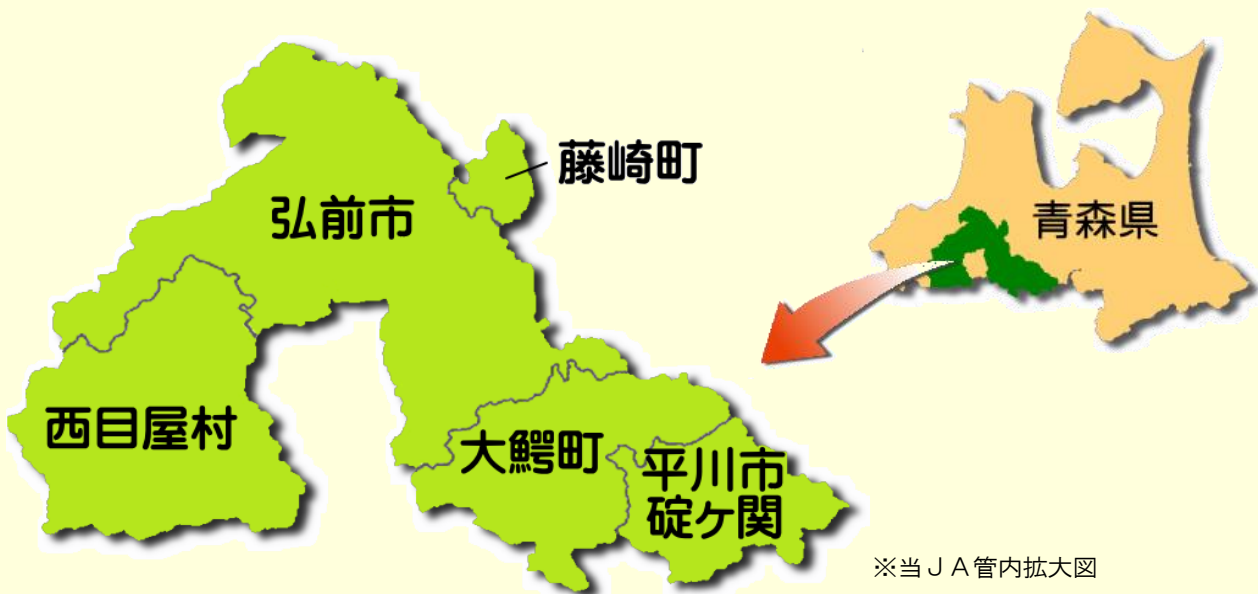 藤崎町
弘前市
青森県
西目屋村
大鰐町
平川市
碇ヶ関
※当ＪＡ管内拡大図